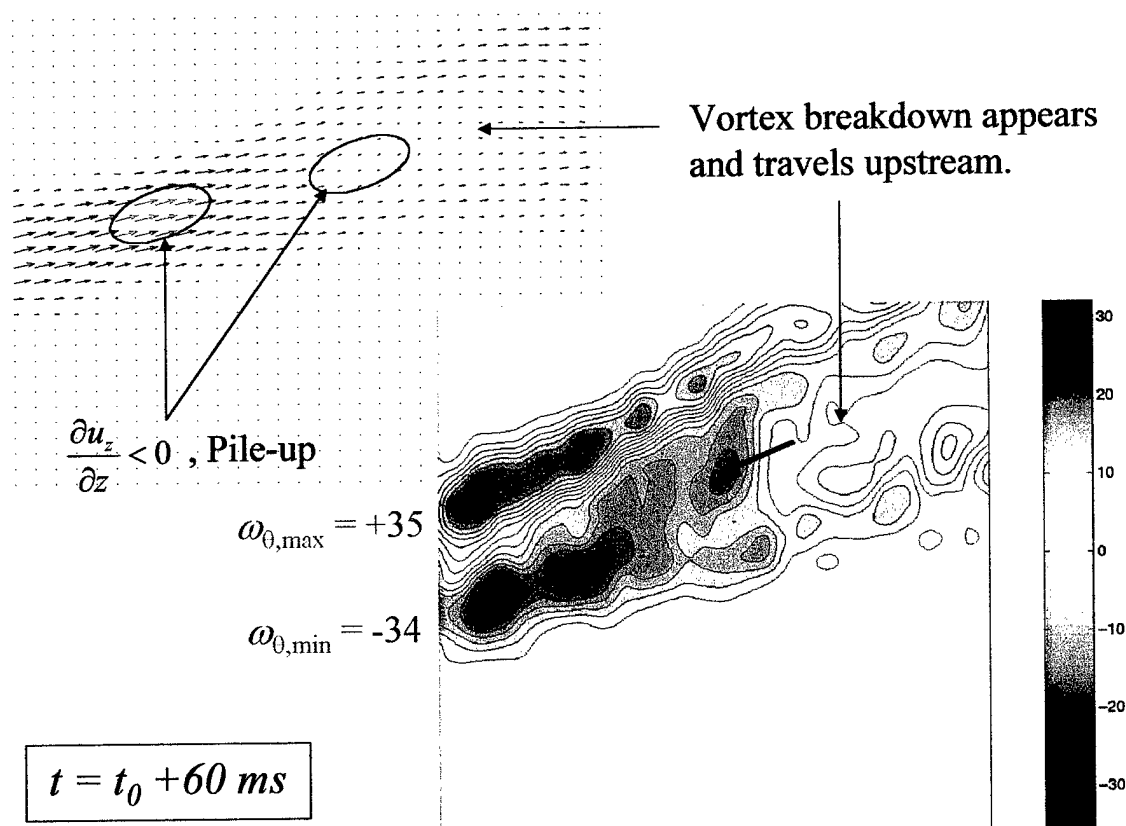 Vortex breakdown appears
and travels upstream.
∂u_z/∂z < 0 , Pile-up
ω_θ,max = +35
ω_θ,min = -34
t = t_0 +60 ms
30
20
10
0
−10
−20
−30